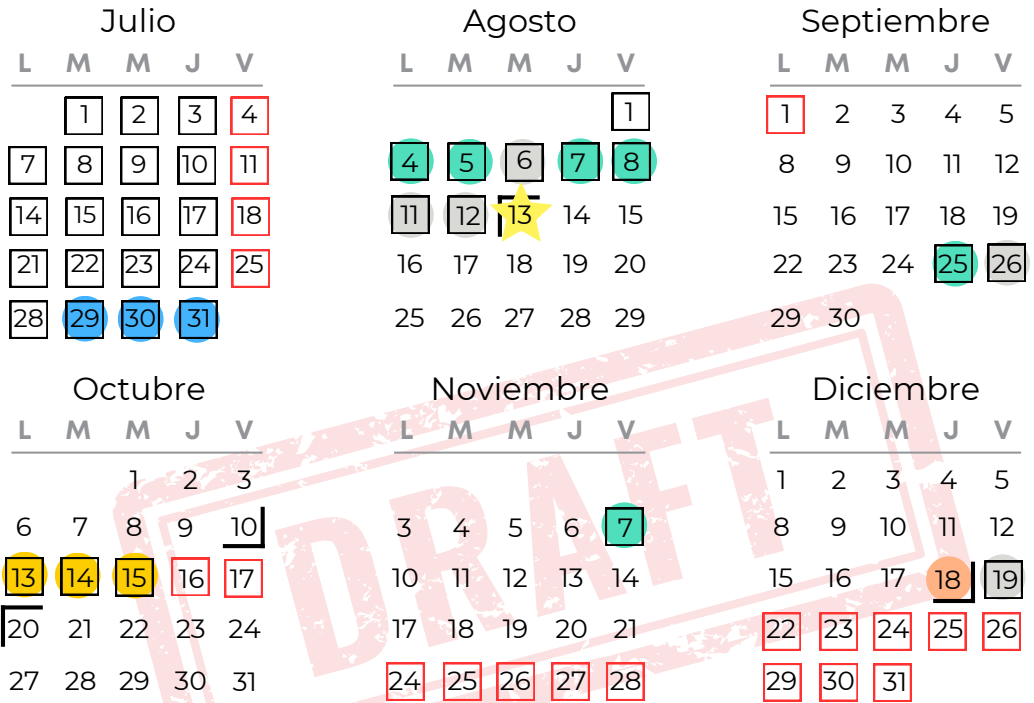 Julio
L M M J V
1 2 3 4
7 8 9 10 11
14 15 16 17 18
21 22 23 24 25
28 29 30 31
Agosto
L M M J V
1
4 5 6 7 8
11 12 13 14 15
16 17 18 19 20
25 26 27 28 29
Septiembre
L M M J V
1 2 3 4 5
8 9 10 11 12
15 16 17 18 19
22 23 24 25 26
29 30
Octubre
L M M J V
1 2 3
6 7 8 9 10
13 14 15 16 17
20 21 22 23 24
27 28 29 30 31
Noviembre
L M M J V
3 4 5 6 7
10 11 12 13 14
17 18 19 20 21
24 25 26 27 28
Diciembre
L M M J V
1 2 3 4 5
8 9 10 11 12
15 16 17 18 19
22 23 24 25 26
29 30 31
DRAFT